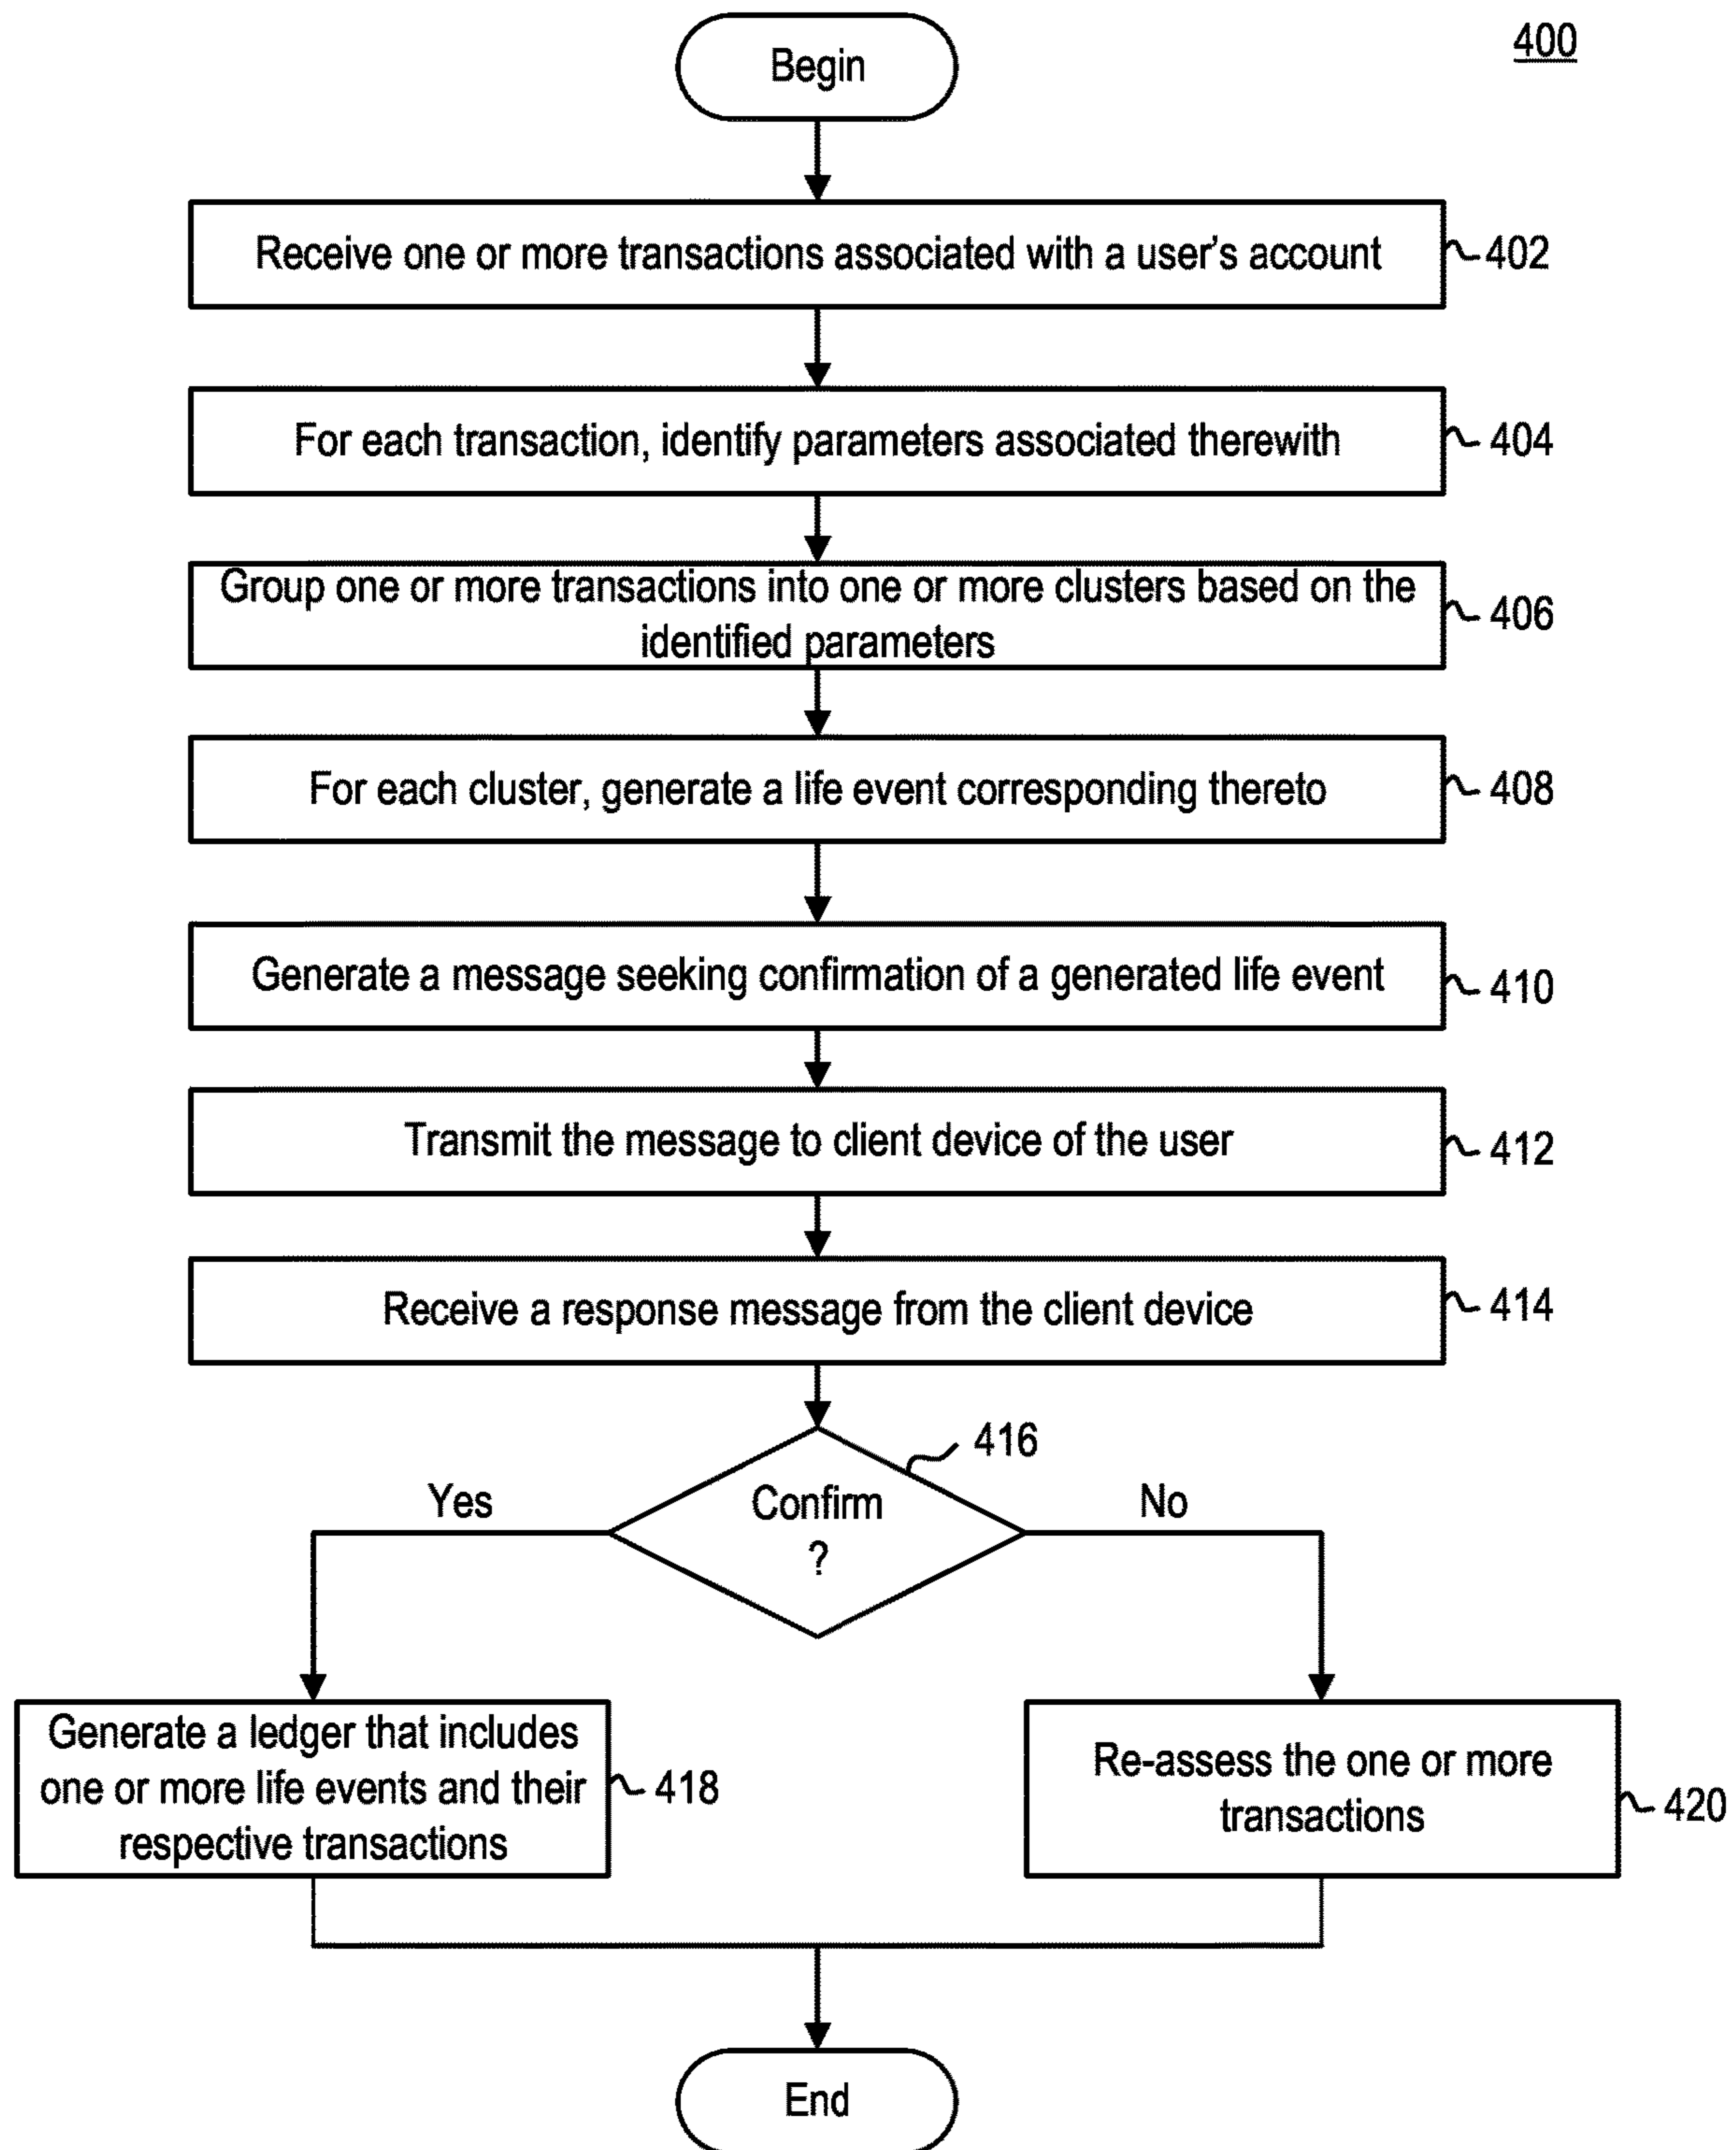 400
Begin
Receive one or more transactions associated with a user's account
402
For each transaction, identify parameters associated therewith
404
Group one or more transactions into one or more clusters based on the
identified parameters
406
For each cluster, generate a life event corresponding thereto
408
Generate a message seeking confirmation of a generated life event
410
Transmit the message to client device of the user
412
Receive a response message from the client device
414
416
Yes
Confirm
?
No
Generate a ledger that includes
one or more life events and their
respective transactions
418
Re-assess the one or more
transactions
420
End